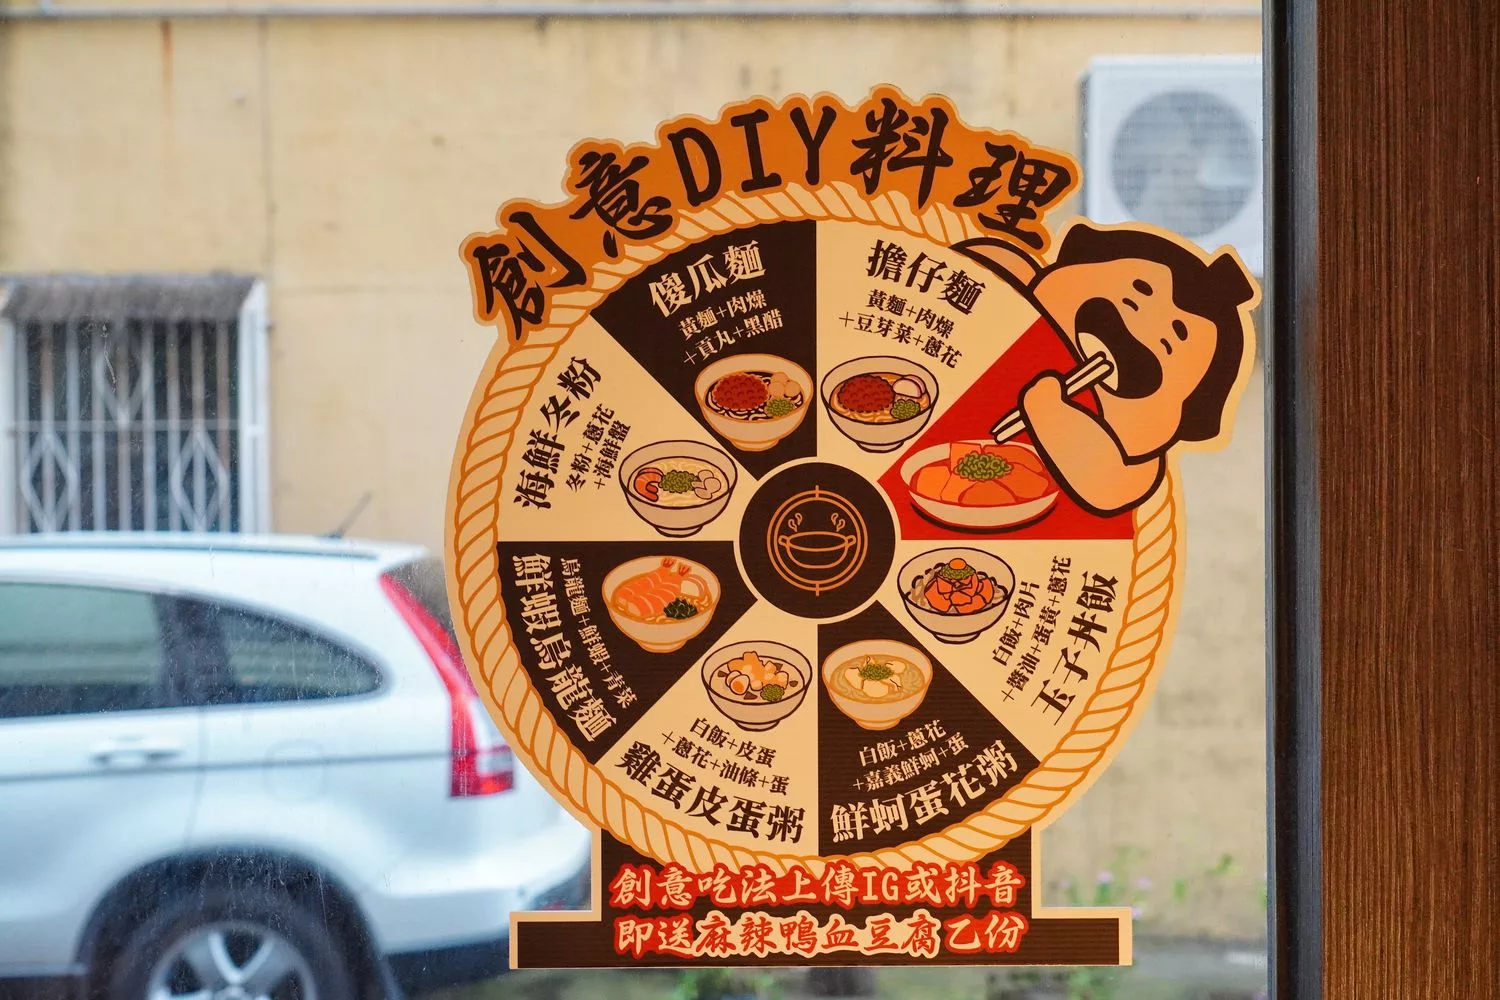 創意DIY料理
擔仔麵
黃麵+肉燥
+豆芽菜+蔥花
玉子丼飯
白飯+肉片
+醬油+蛋黃+蔥花
鮮蚵蛋花粥
白飯+蔥花
+嘉義鮮蚵+蛋
雞蛋皮蛋粥
白飯+皮蛋
+蔥花+油條+蛋
鮮蝦烏龍麵
烏龍麵+鮮蝦+青菜
海鮮冬粉
冬粉+蔥花
+海鮮盤
傻瓜麵
黃麵+肉燥
+貢丸+黑醋
創意吃法上傳IG或抖音
即送麻辣鴨血豆腐乙份